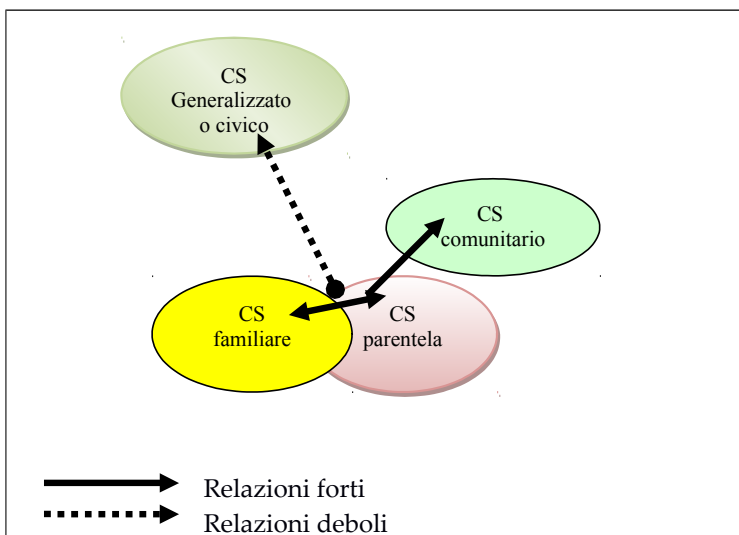 CS
Generalizzato
o civico
CS
comunitario
CS
familiare
CS
parentela
Relazioni forti
Relazioni deboli